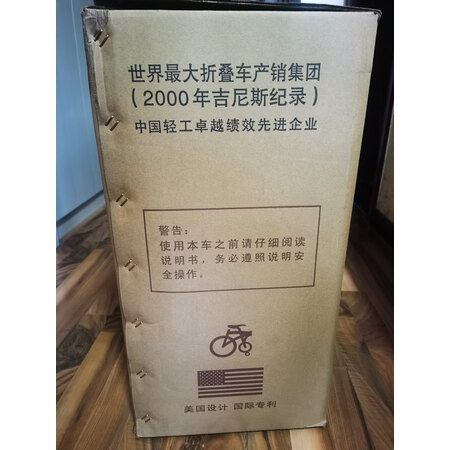 世界最大折叠车产销集团
（2000年吉尼斯纪录）
中国轻工卓越绩效先进企业
警告：
使用本车之前请仔细阅读
说明书，务必遵照说明安
全操作。
美国设计 国际专利